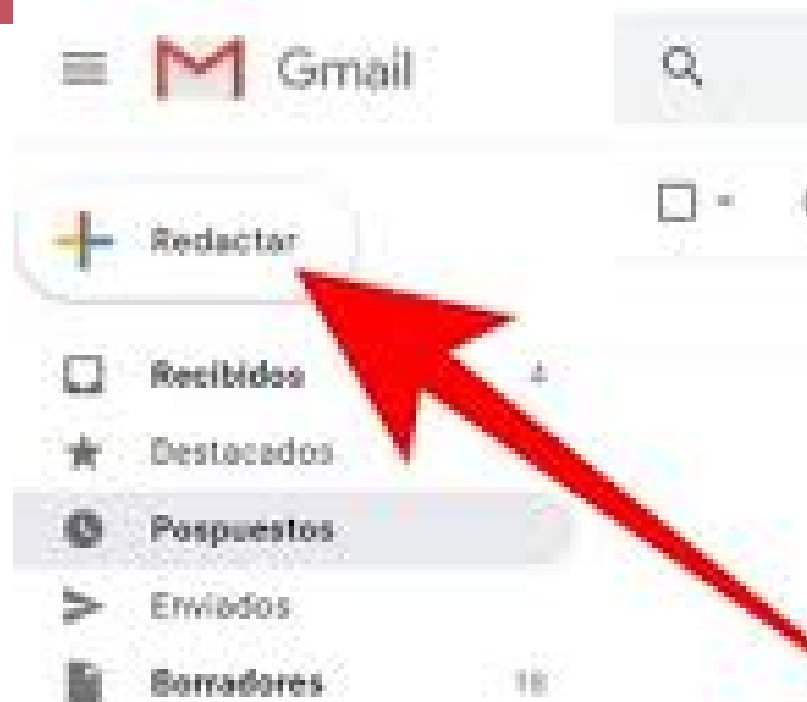 Gmail
Redactar
Recibidos 4
Destacados
Pospuestos
Enviados
Borradores 18